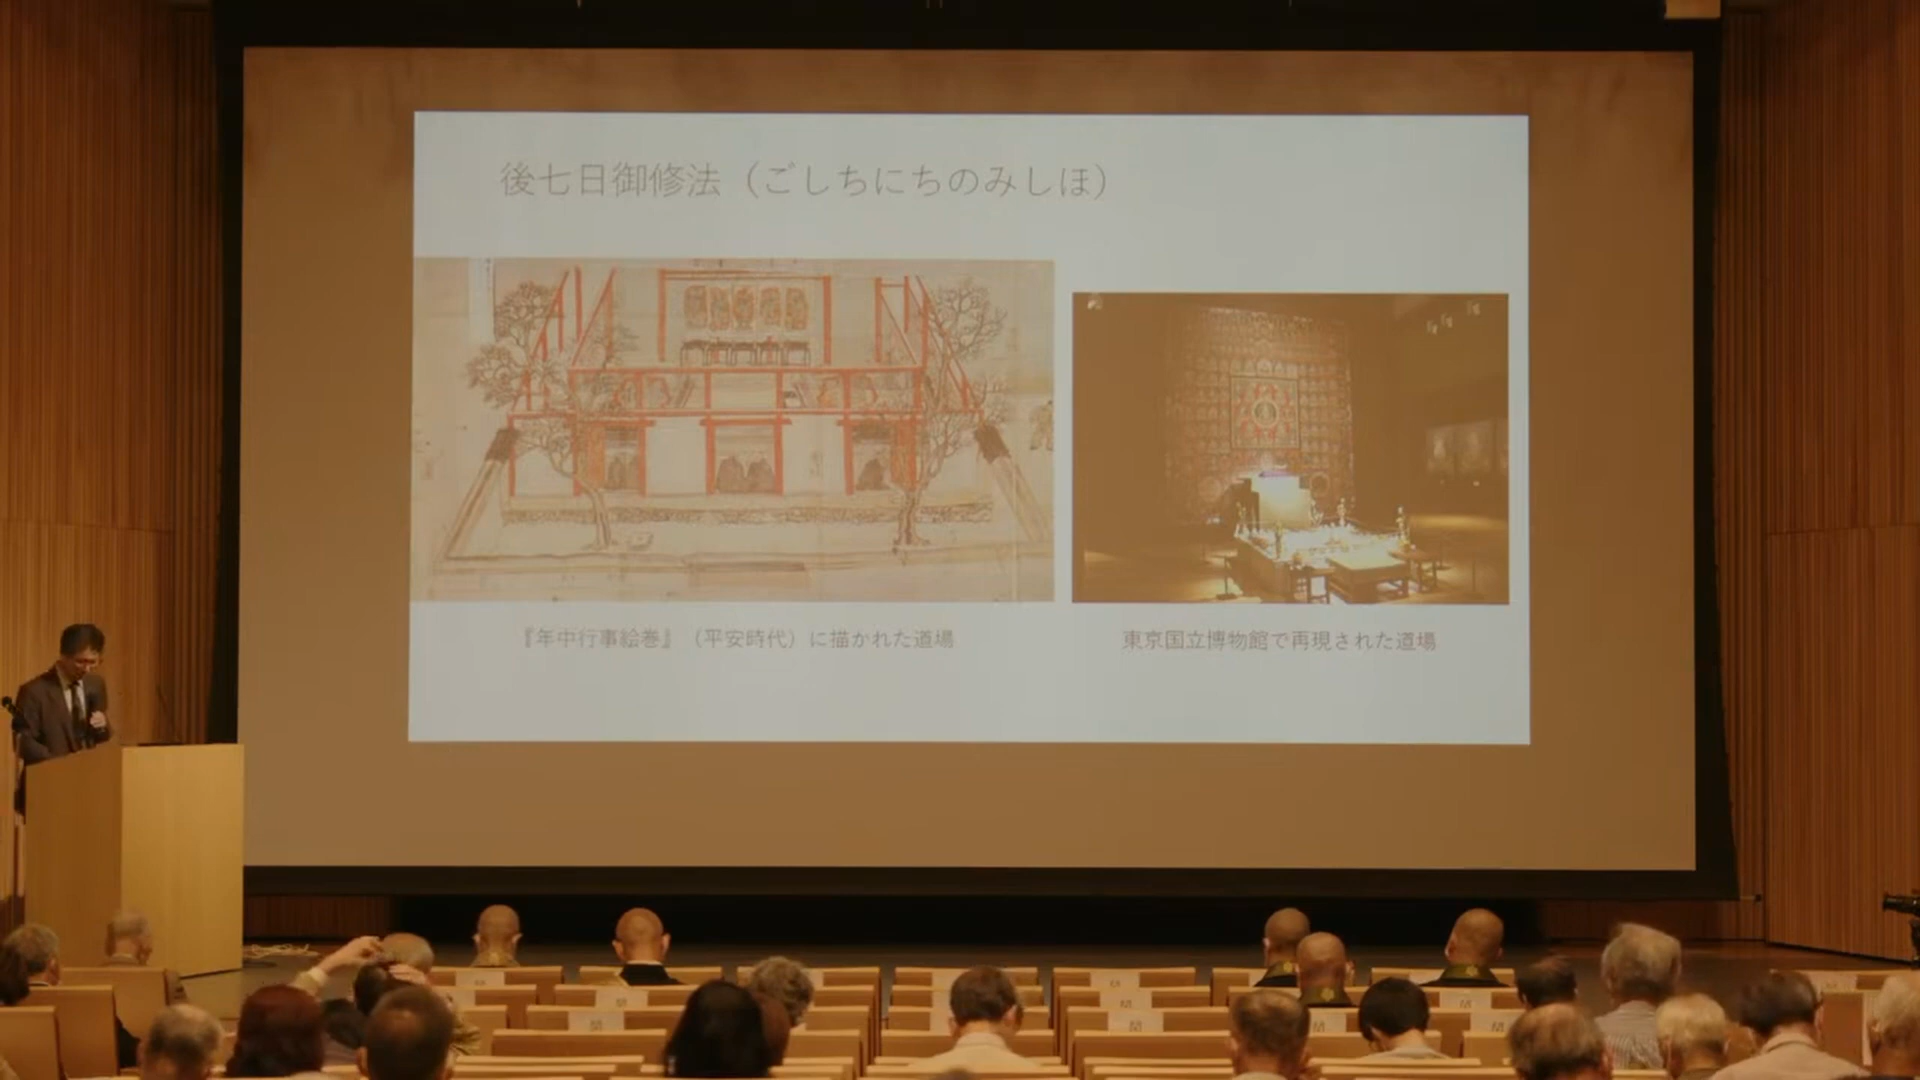 後七日御修法（ごしちにちのみしほ）
『年中行事絵巻』（平安時代）に描かれた道場
東京国立博物館で再現された道場